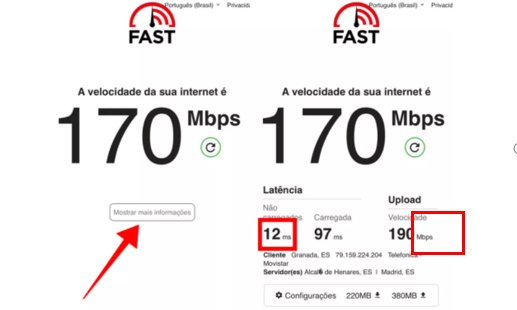 Português (Brasil) Privacid
FAST
A velocidade da sua internet é
170 Mbps
Mostrar mais informações
Português (Brasil) Privacid
FAST
A velocidade da sua internet é
170 Mbps
Latência
Upload
Não carregados
Carregada
Velocidade
12 ms
97 ms
190 Mbps
Cliente Granada, ES 79.159.224.204 Telefonica
Movistar
Servidor(es) Alcal� de Henares, ES | Madrid, ES
Configurações 220MB 380MB